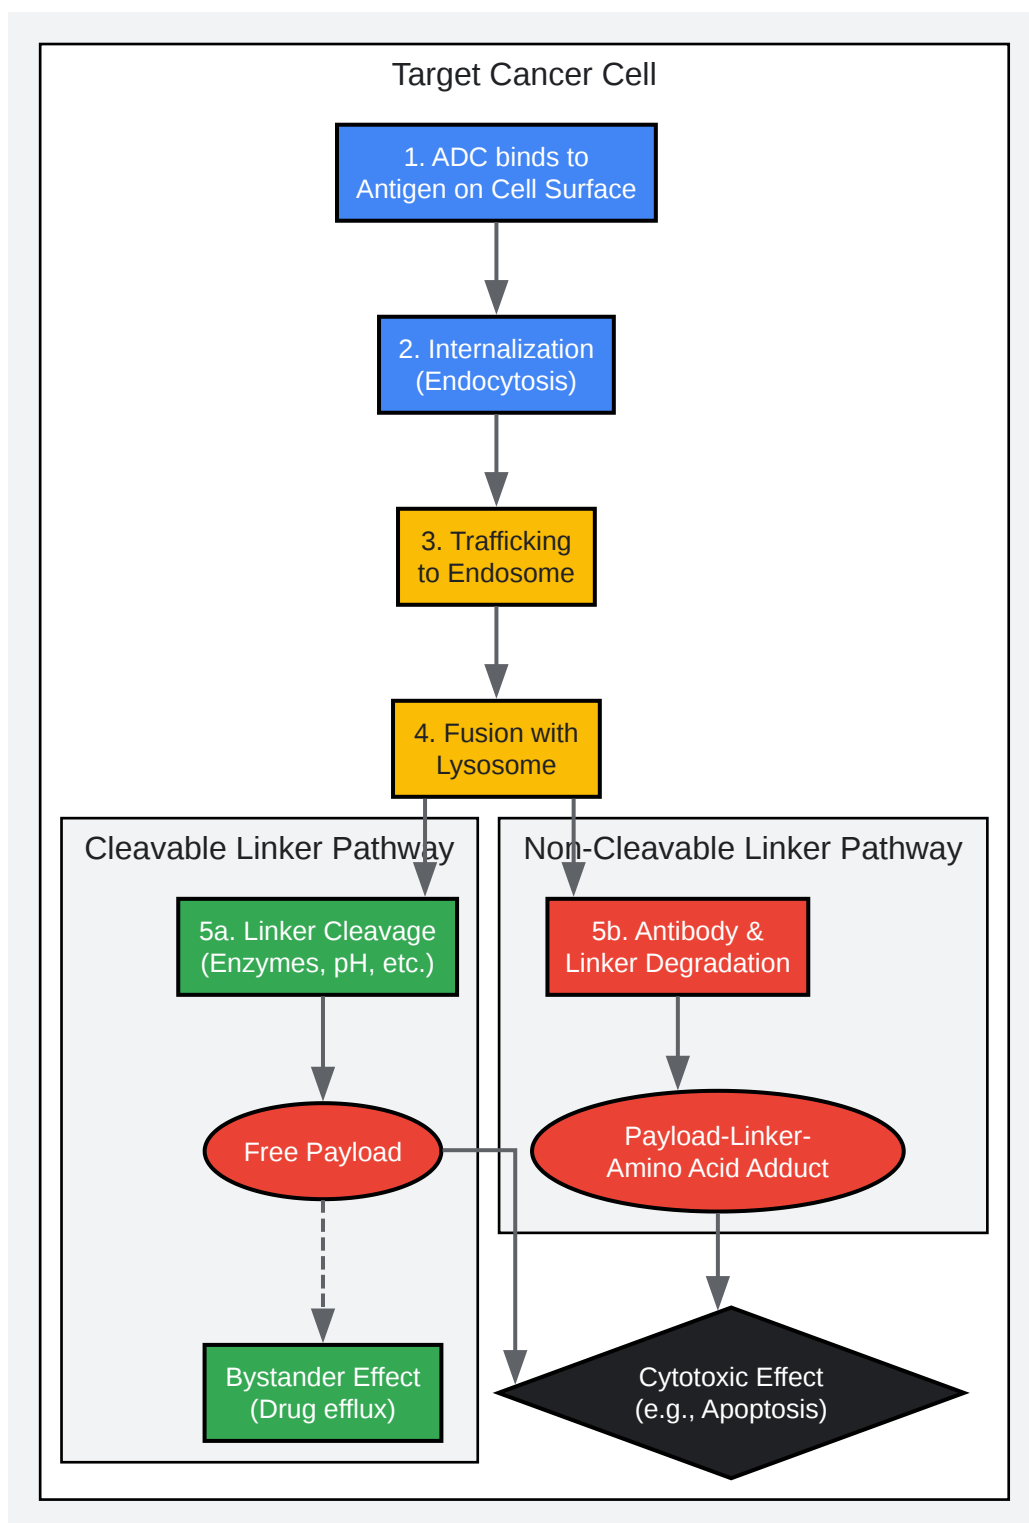 Target Cancer Cell
1. ADC binds to
Antigen on Cell Surface
2. Internalization
(Endocytosis)
3. Trafficking
to Endosome
4. Fusion with
Lysosome
Cleavable Linker Pathway
5a. Linker Cleavage
(Enzymes, pH, etc.)
Free Payload
Bystander Effect
(Drug efflux)
Non-Cleavable Linker Pathway
5b. Antibody &
Linker Degradation
Payload-Linker-
Amino Acid Adduct
Cytotoxic Effect
(e.g., Apoptosis)